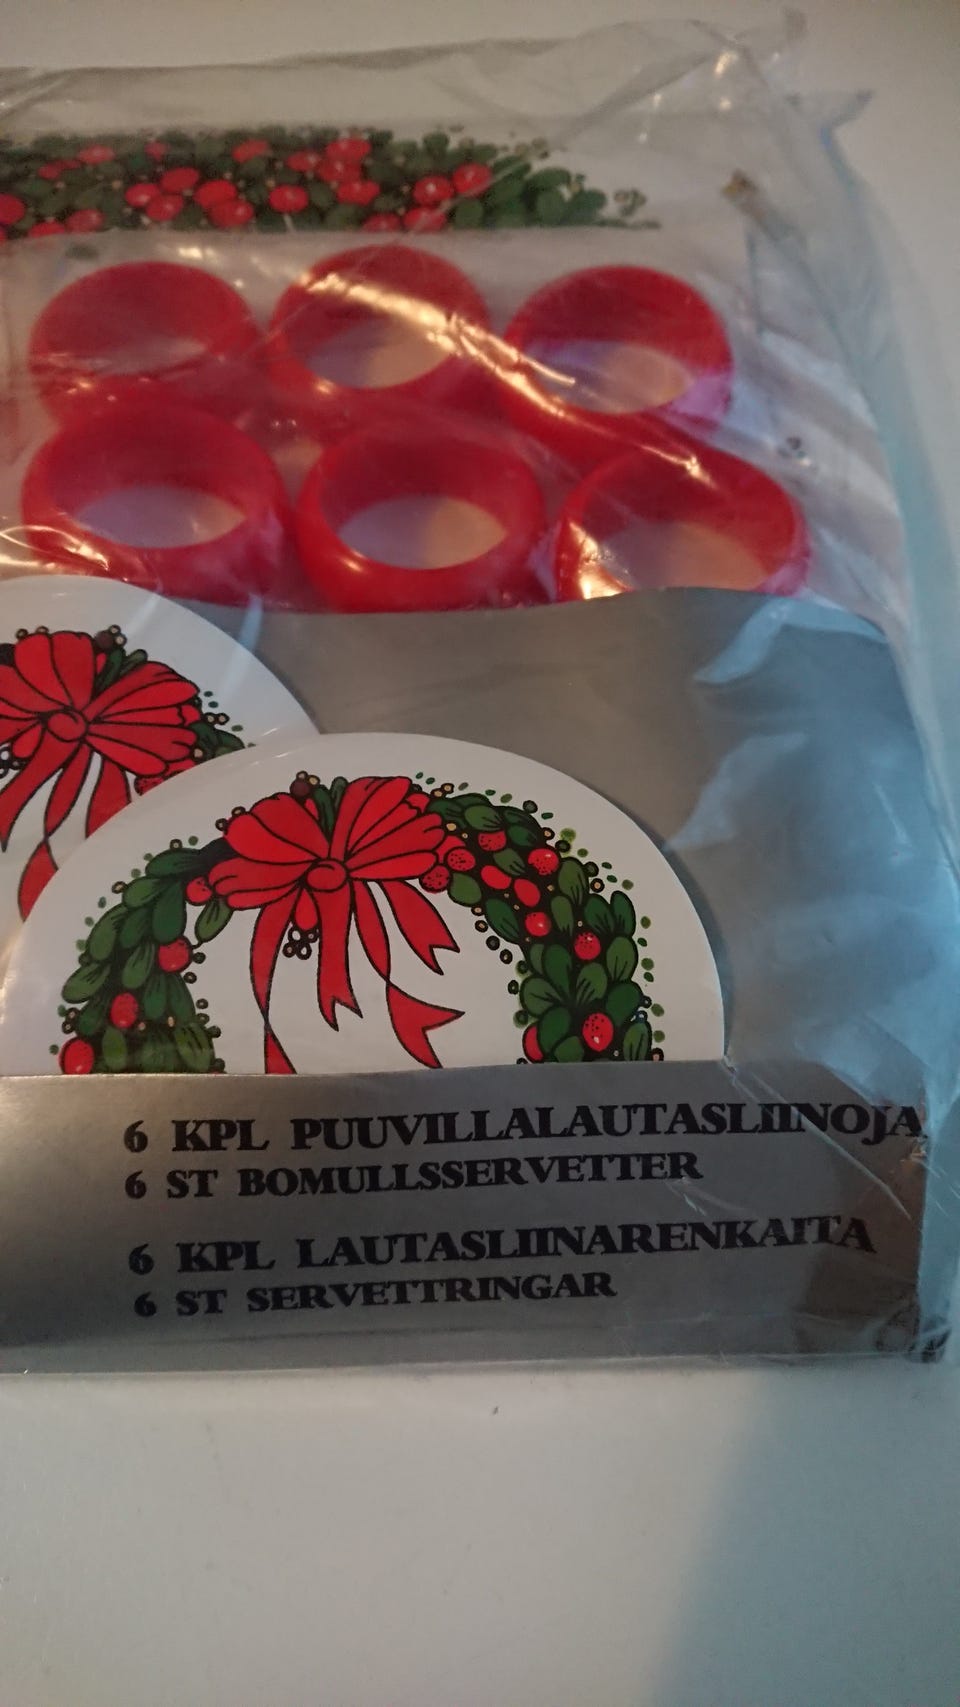 6 KPL PUUVILLALAUTASLIINOJA
6 ST BOMULLSSERVETTER
6 KPL LAUTASLIINARENKAITA
6 ST SERVETTRINGAR